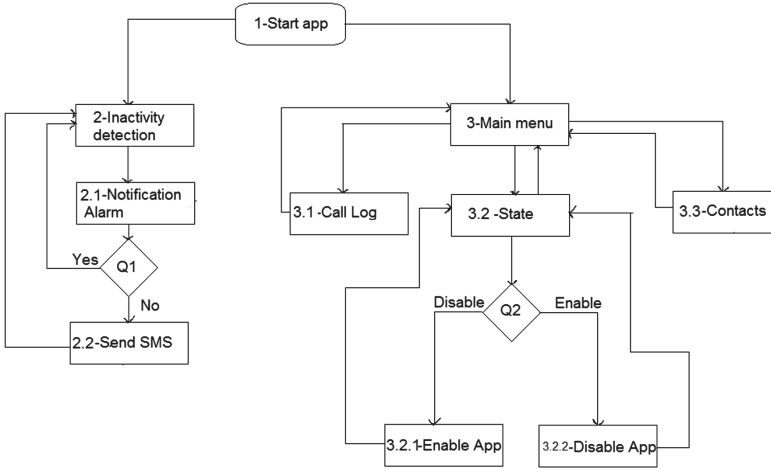 1-Start app
2-Inactivity
detection
3-Main menu
2.1-Notification
Alarm
3.1-Call Log
3.2 -State
3.3-Contacts
Yes
Q1
No
Disable
Q2
Enable
2.2-Send SMS
3.2.1-Enable App
3.2.2-Disable App